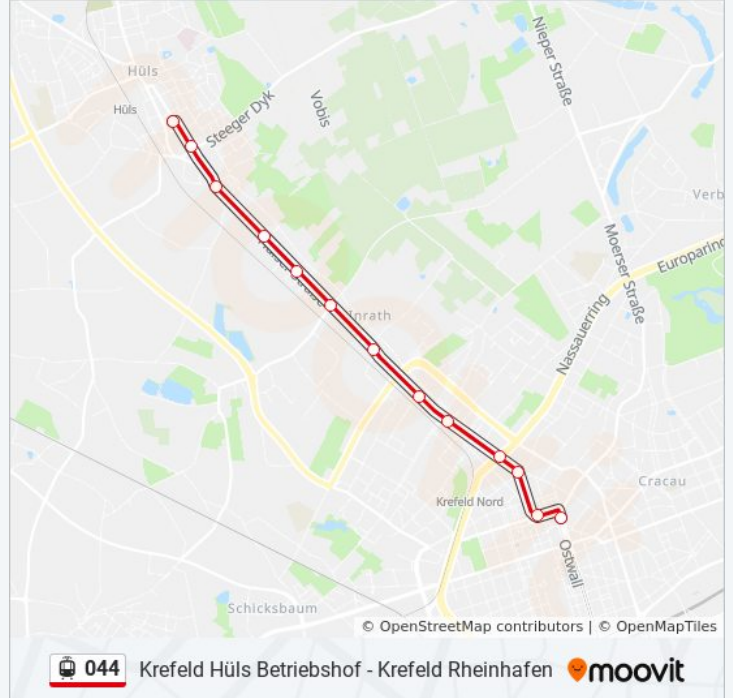 Nieper Straße
Hüls
Hüls
Steeger Dyk
Vobis
Verb
Moerser Straße
Europaring
Inrath
Nassauerring
Cracau
Krefeld Nord
Ostwall
Schicksbaum
© OpenStreetMap contributors | © OpenMapTiles
044 Krefeld Hüls Betriebshof - Krefeld Rheinhafen moovit